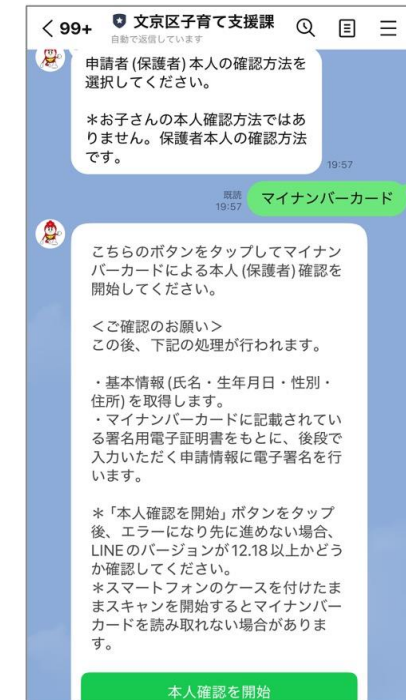 99+
文京区子育て支援課
自動で返信しています
申請者(保護者)本人の確認方法を
選択してください。
＊お子さんの本人確認方法ではあ
りません。保護者本人の確認方法
です。
19:57
既読
19:57
マイナンバーカード
こちらのボタンをタップしてマイナン
バーカードによる本人(保護者)確認を
開始してください。
＜ご確認のお願い＞
この後、下記の処理が行われます。
・基本情報(氏名・生年月日・性別・
住所)を取得します。
・マイナンバーカードに記載されてい
る署名用電子証明書をもとに、後段で
入力いただく申請情報に電子署名を行
います。
＊「本人確認を開始」ボタンをタップ
後、エラーになり先に進めない場合、
LINEのバージョンが12.18以上かどう
か確認してください。
＊スマートフォンのケースを付けたま
まスキャンを開始するとマイナンバー
カードを読み取れない場合がありま
す。
本人確認を開始